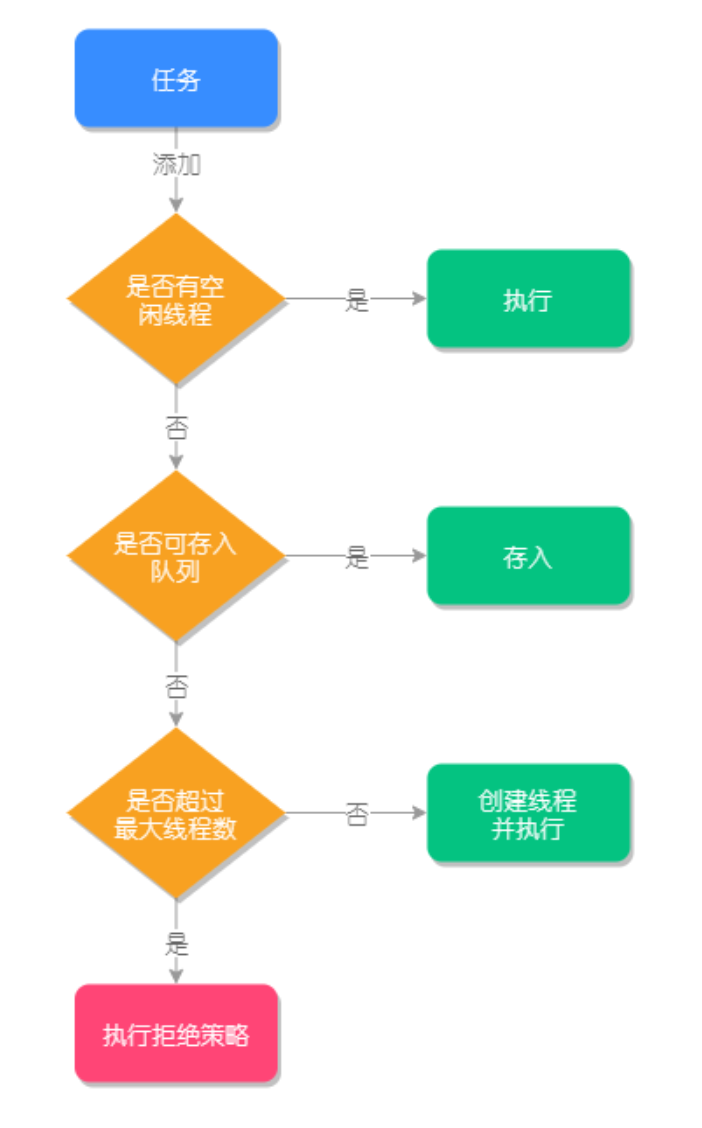 任务
添加
是否有空
闲线程
是
执行
否
是否可存入
队列
是
存入
否
是否超过
最大线程数
否
创建线程
并执行
是
执行拒绝策略